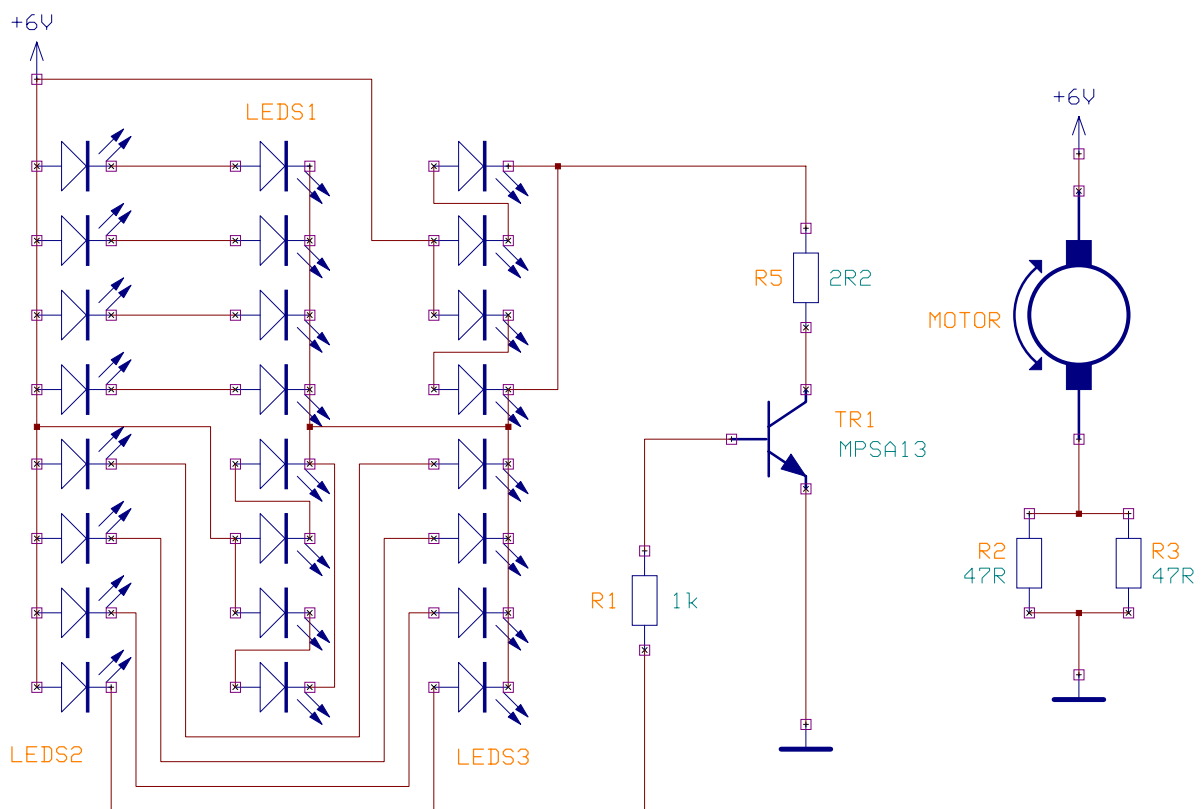 +6V
LEDS1
+6V
R5 2R2
MOTOR
TR1
MPSA13
R2
47R
R3
47R
R1 1k
LEDS2
LEDS3